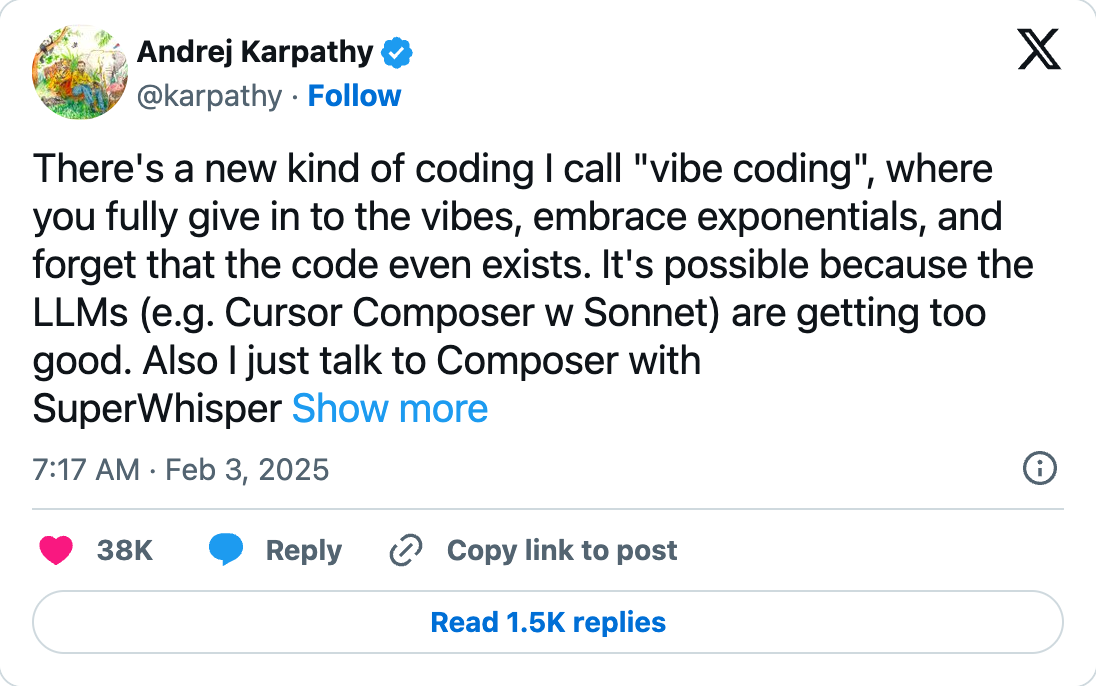 Andrej Karpathy
@karpathy · Follow
There's a new kind of coding I call "vibe coding", where
you fully give in to the vibes, embrace exponentials, and
forget that the code even exists. It's possible because the
LLMs (e.g. Cursor Composer w Sonnet) are getting too
good. Also I just talk to Composer with
SuperWhisper Show more
7:17 AM · Feb 3, 2025
38K Reply Copy link to post
Read 1.5K replies